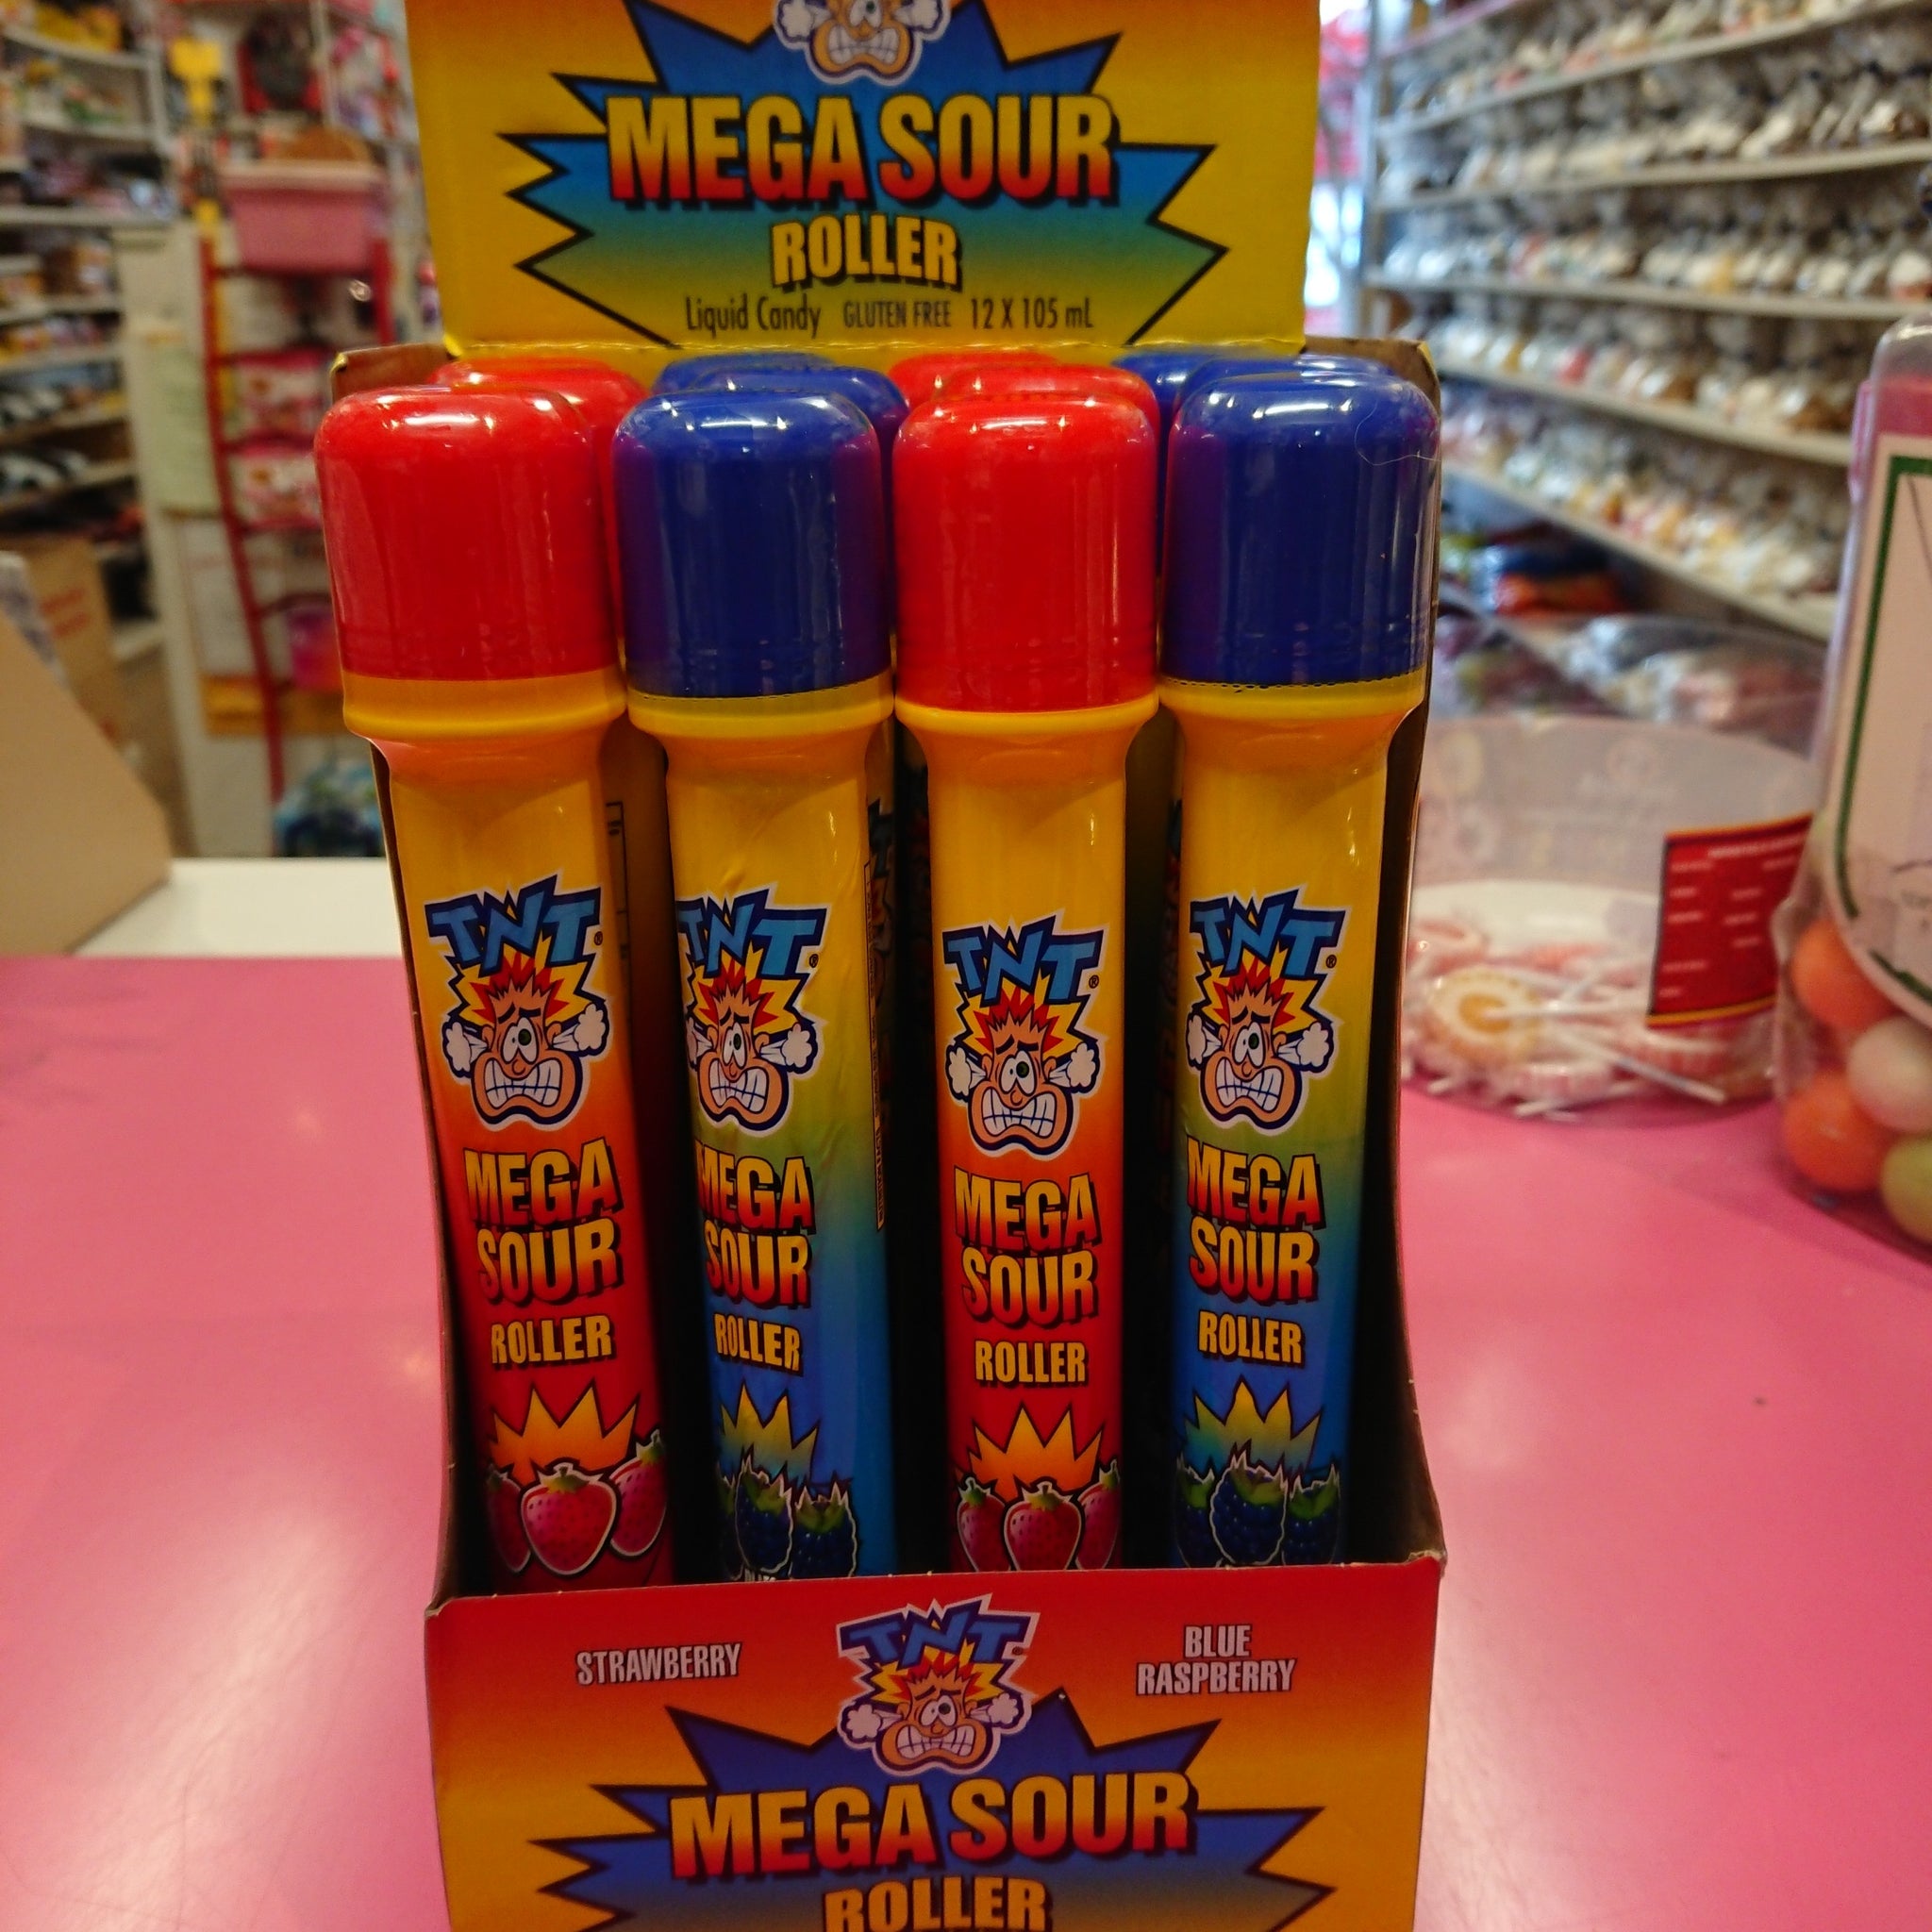 MEGA SOUR
ROLLER
Liquid Candy GLUTEN FREE 12 X 105 mL
TNT®
MEGA
SOUR
ROLLER
TNT®
MEGA
SOUR
ROLLER
TNT®
MEGA
SOUR
ROLLER
TNT®
MEGA
SOUR
ROLLER
STRAWBERRY
TNT
BLUE
RASPBERRY
MEGA SOUR
ROLLER